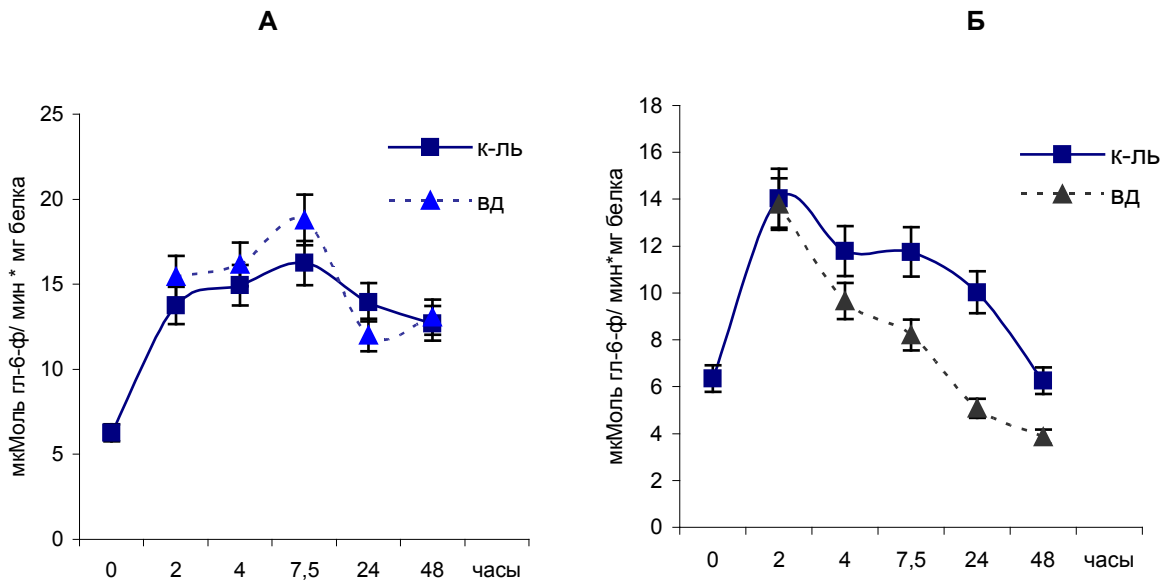 А
25
20
15
10
5
0
мкМоль гл-6-ф/ мин* мг белка
к-ль
вд
0 2 4 7,5 24 48 часы
Б
18
16
14
12
10
8
6
4
2
0
мкМоль гл-6-ф/ мин*мг белка
к-ль
вд
0 2 4 7,5 24 48 часы